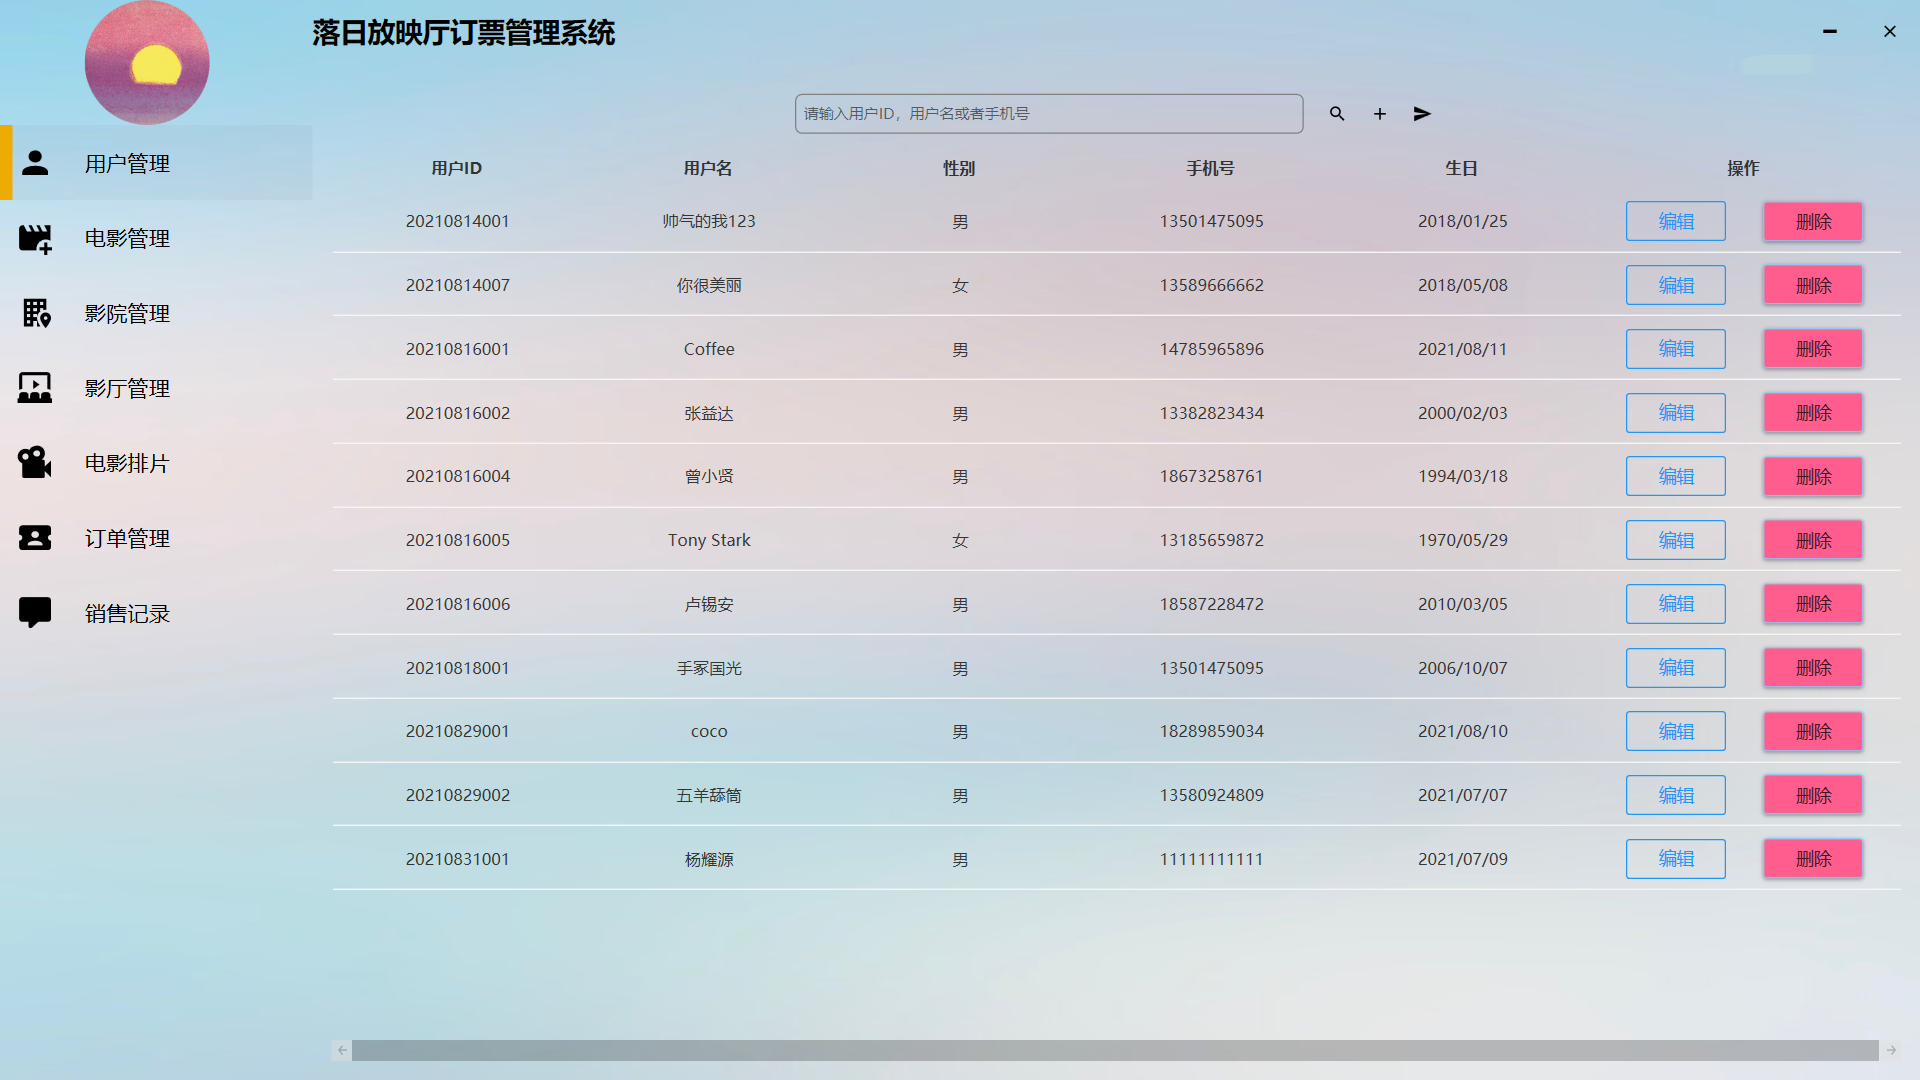 落日放映厅订票管理系统
请输入用户ID，用户名或者手机号
用户管理
电影管理
影院管理
影厅管理
电影排片
订单管理
销售记录
用户ID 用户名 性别 手机号 生日 操作
20210814001 帅气的我123 男 13501475095 2018/01/25 编辑 删除
20210814007 你很美丽 女 13589666662 2018/05/08 编辑 删除
20210816001 Coffee 男 14785965896 2021/08/11 编辑 删除
20210816002 张益达 男 13382823434 2000/02/03 编辑 删除
20210816004 曾小贤 男 18673258761 1994/03/18 编辑 删除
20210816005 Tony Stark 女 13185659872 1970/05/29 编辑 删除
20210816006 卢锡安 男 18587228472 2010/03/05 编辑 删除
20210818001 手冢国光 男 13501475095 2006/10/07 编辑 删除
20210829001 coco 男 18289859034 2021/08/10 编辑 删除
20210829002 五羊舔筒 男 13580924809 2021/07/07 编辑 删除
20210831001 杨耀源 男 11111111111 2021/07/09 编辑 删除